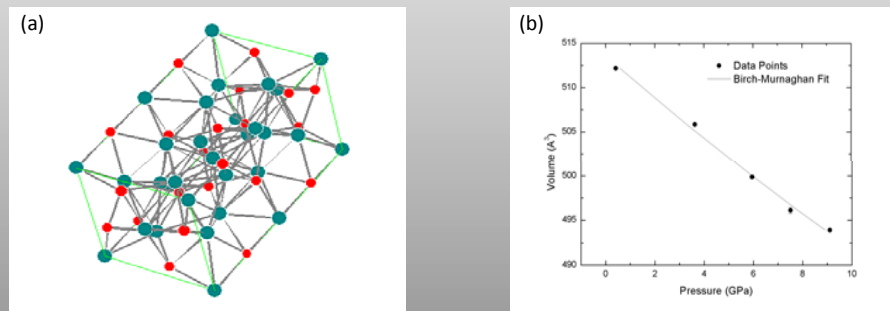 (a)
(b)
515
510
505
500
495
490
Volume (A³)
Data Points
Birch-Murnaghan Fit
0
2
4
6
8
10
Pressure (GPa)